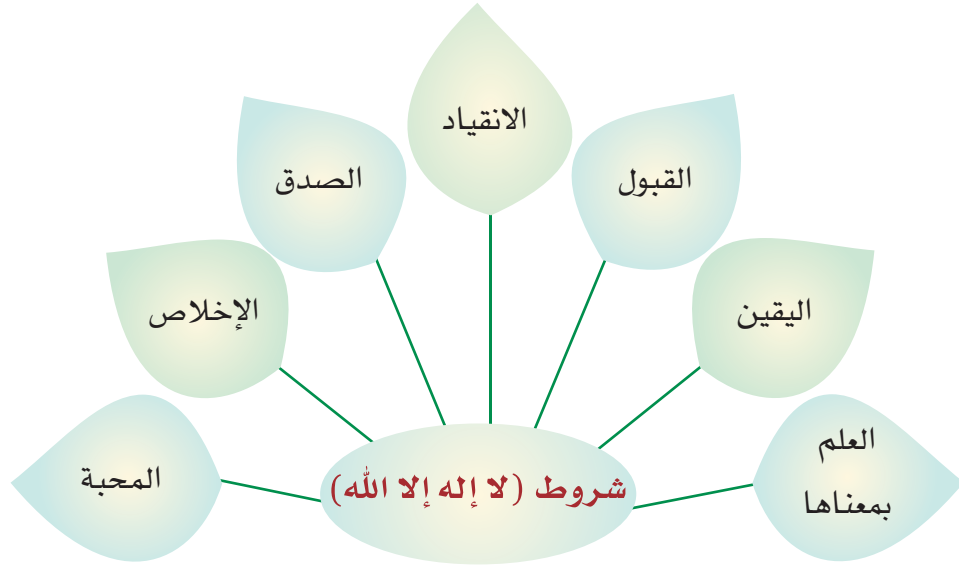 شروط (لا إله إلا الله)
العلم
بمعناها
اليقين
القبول
الانقياد
الصدق
الإخلاص
المحبة